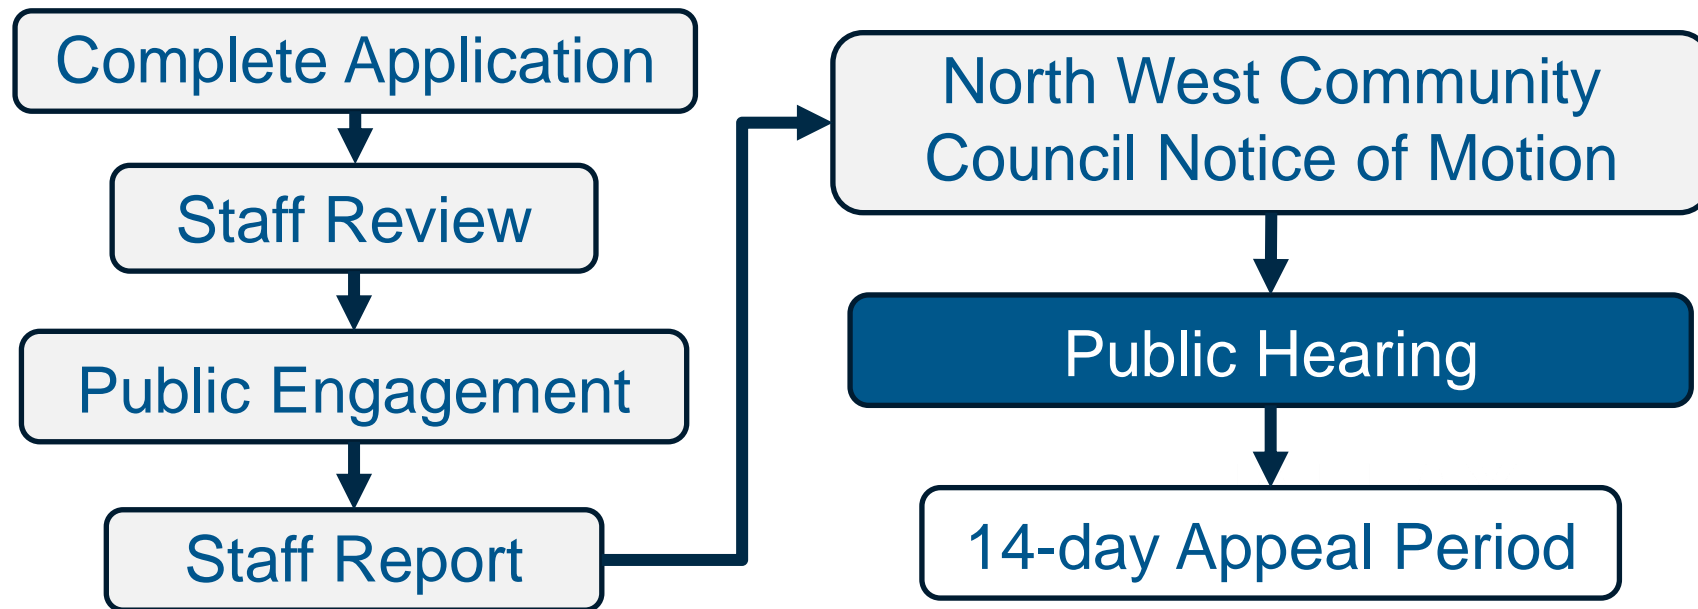 Complete Application
Staff Review
Public Engagement
Staff Report
North West Community
Council Notice of Motion
Public Hearing
14-day Appeal Period